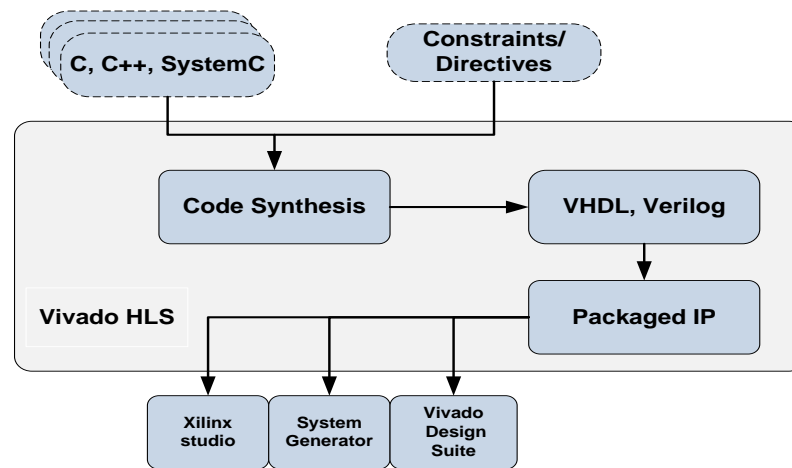 C, C++, SystemC
Constraints/
Directives
Code Synthesis
VHDL, Verilog
Vivado HLS
Packaged IP
Xilinx
studio
System
Generator
Vivado
Design
Suite